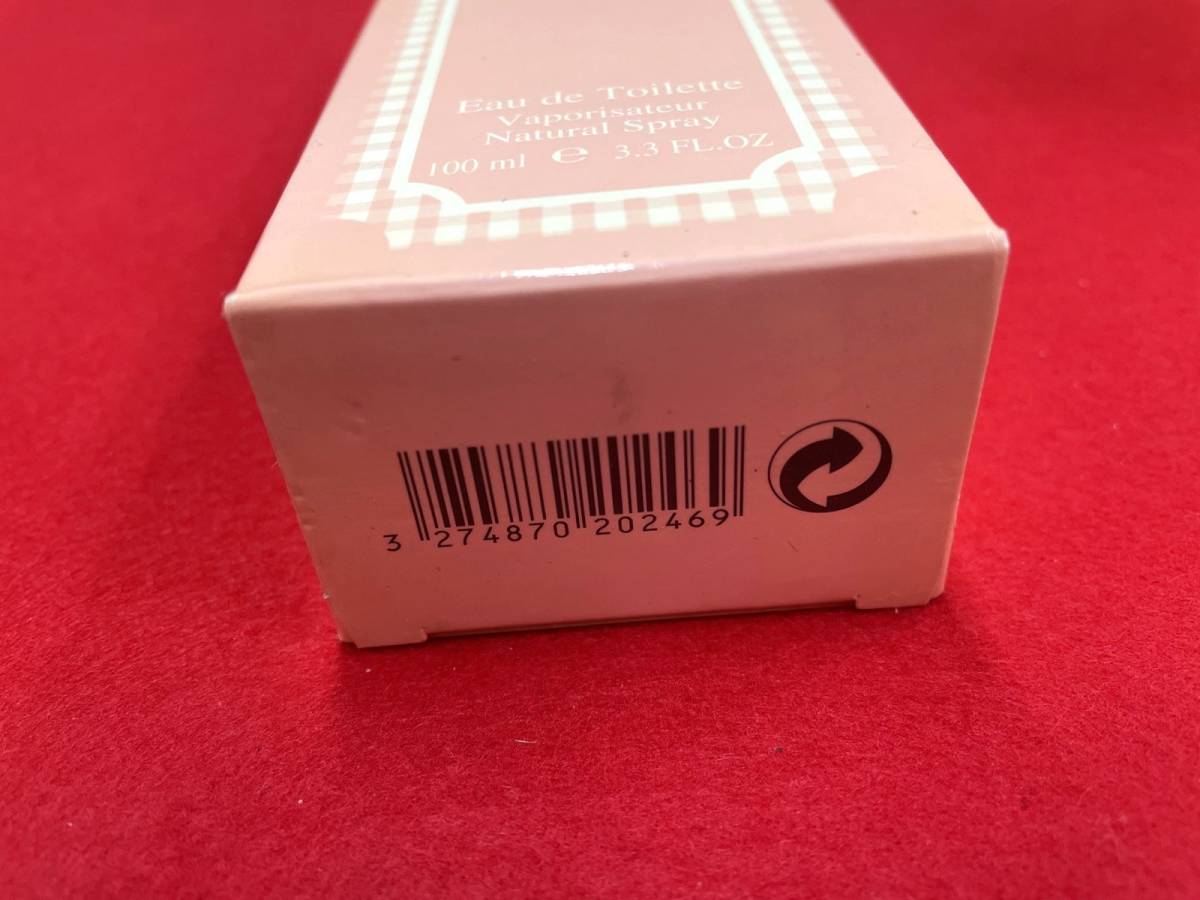 Eau de Toilette
Vaporisateur
Natural Spray
100 ml ℮ 3.3 FL.OZ
3 274870 202469